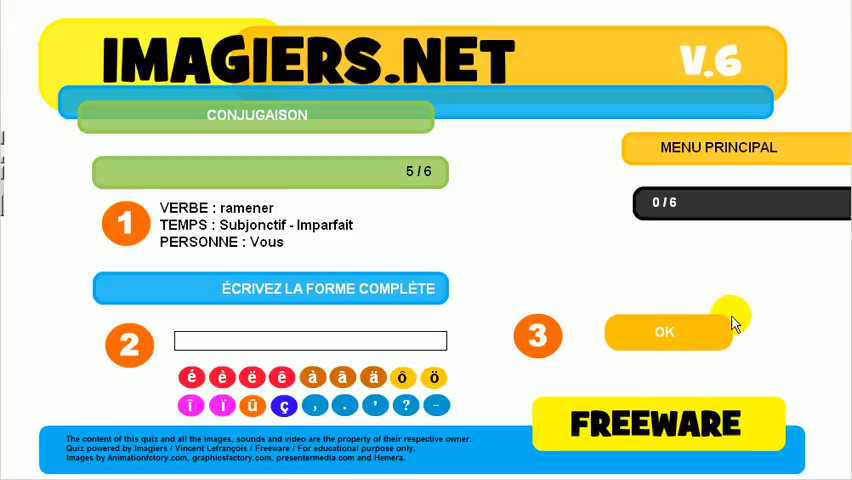 IMAGIERS.NET
V.6
CONJUGAISON
MENU PRINCIPAL
5 / 6
0 / 6
1
VERBE : ramener
TEMPS : Subjonctif - Imparfait
PERSONNE : Vous
ÉCRIVEZ LA FORME COMPLÈTE
2
3
OK
é è ë ê à â ä ô ö
î ï û ç , . ' ? -
FREEWARE
The content of this quiz and all the images, sounds and video are the property of their respective owner.
Quiz powered by Imagiers / Vincent Lefrançois / Freeware / For educational purpose only.
Images by Animationfctory.com, graphicsfactory.com, presentermedia.com and Hemera.